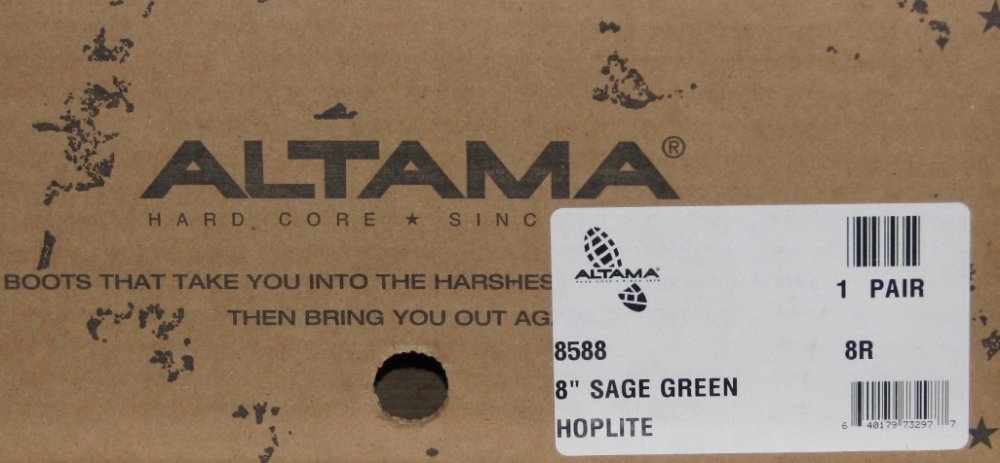 ALTAMA®
HARD CORE ★ SINC
BOOTS THAT TAKE YOU INTO THE HARSHES
THEN BRING YOU OUT AGA
ALTAMA
1 PAIR
8588
8R
8" SAGE GREEN
HOPLITE
6 40179 73297 7